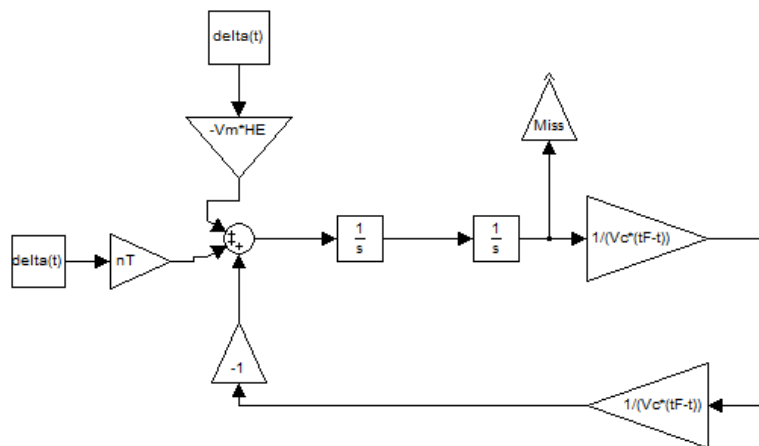 delta(t)
-Vm*HE
Miss
delta(t)
nT
+
+
+
1
s
1
s
1/(Vc*(tF-t))
-1
1/(Vc*(tF-t))